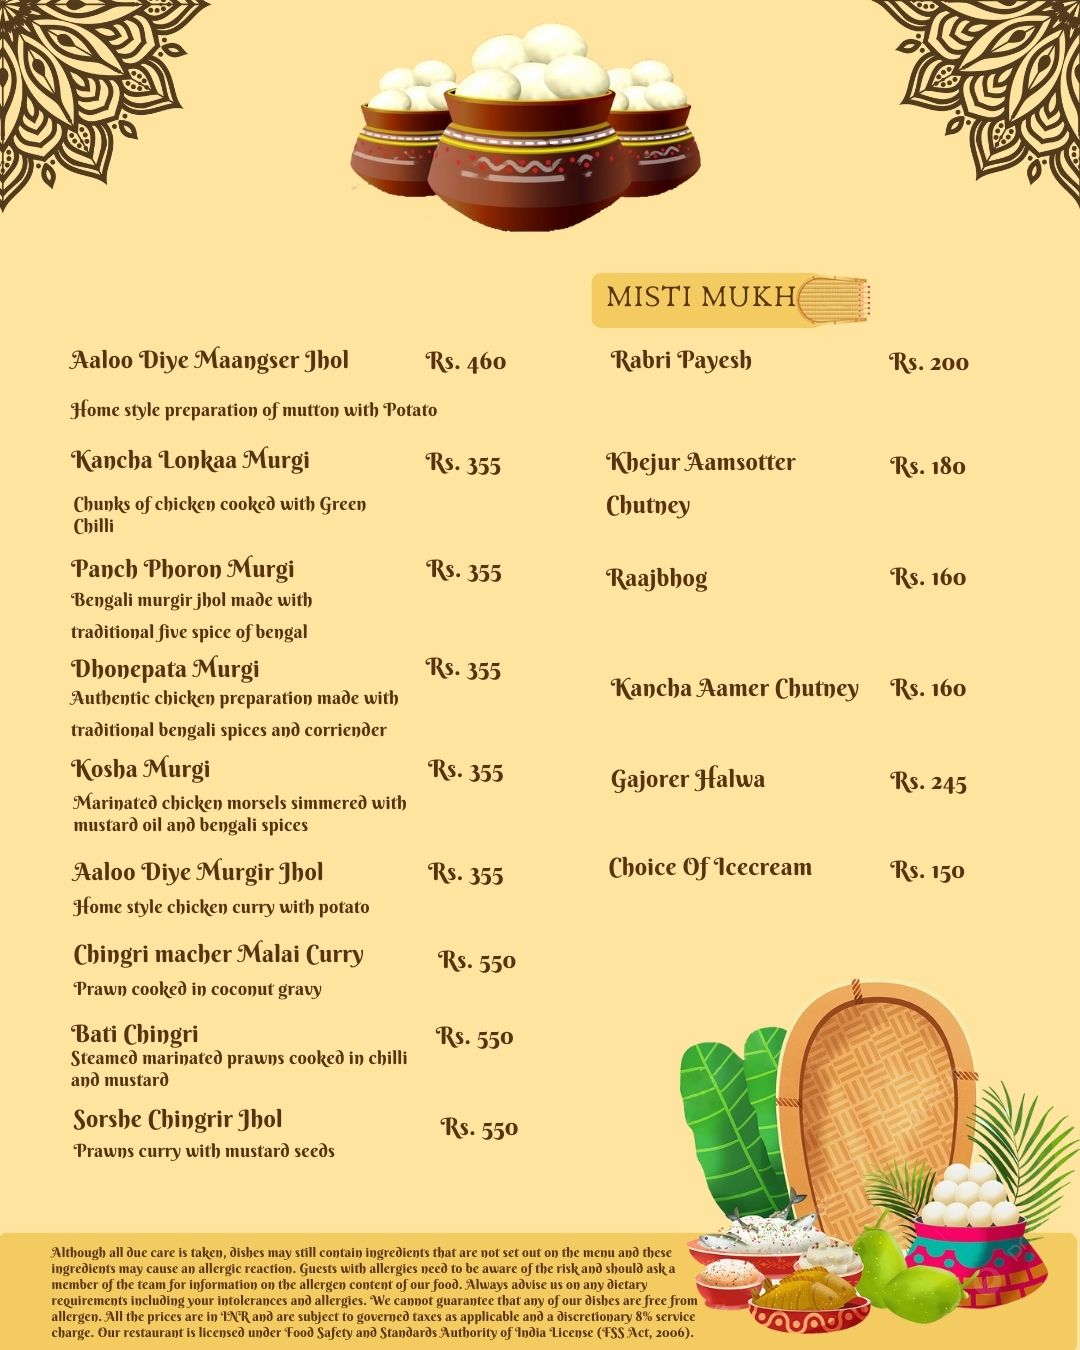 Aaloo Diye Maangser Jhol Rs. 460
Home style preparation of mutton with Potato
Kancha Lonkaa Murgi Rs. 355
Chunks of chicken cooked with Green
Chilli
Panch Phoron Murgi Rs. 355
Bengali murgir jhol made with
traditional five spice of bengal
Dhonepata Murgi Rs. 355
Authentic chicken preparation made with
traditional bengali spices and corriender
Kosha Murgi Rs. 355
Marinated chicken morsels simmered with
mustard oil and bengali spices
Aaloo Diye Murgir Jhol Rs. 355
Home style chicken curry with potato
Chingri macher Malai Curry Rs. 550
Prawn cooked in coconut gravy
Bati Chingri Rs. 550
Steamed marinated prawns cooked in chilli
and mustard
Sorshe Chingrir Jhol Rs. 550
Prawns curry with mustard seeds
MISTI MUKH
Rabri Payesh Rs. 200
Khejur Aamsotter Rs. 180
Chutney
Raajbhog Rs. 160
Kancha Aamer Chutney Rs. 160
Gajorer Halwa Rs. 245
Choice Of Icecream Rs. 150
Although all due care is taken, dishes may still contain ingredients that are not set out on the menu and these
ingredients may cause an allergic reaction. Guests with allergies need to be aware of the risk and should ask a
member of the team for information on the allergen content of our food. Always advise us on any dietary
requirements including your intolerances and allergies. We cannot guarantee that any of our dishes are free from
allergen. All the prices are in INR and are subject to governed taxes as applicable and a discretionary 8% service
charge. Our restaurant is licensed under Food Safety and Standards Authority of India License (FSS Act, 2006).